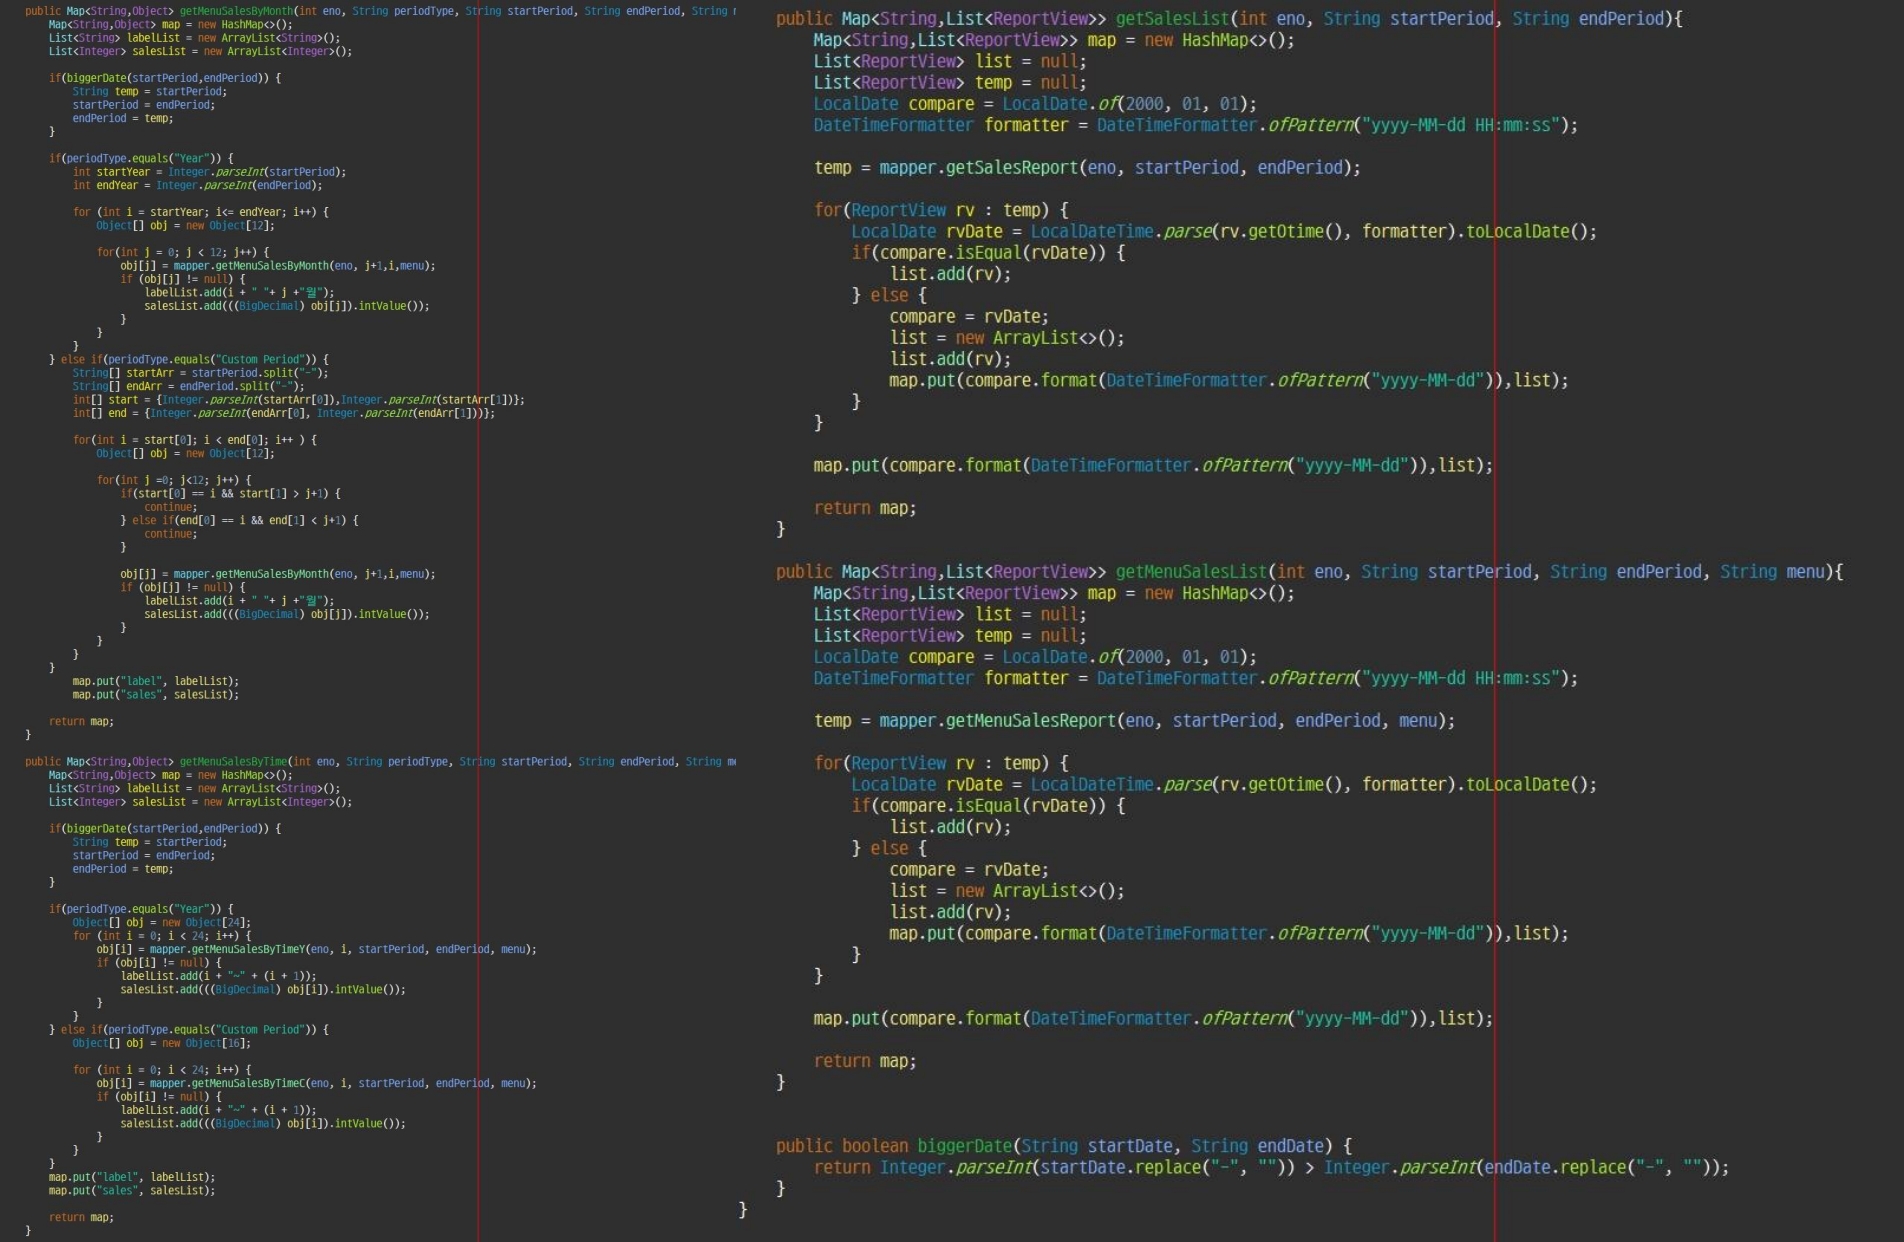 public Map<String,Object> getMenuSalesByMonth(int eno, String periodType, String startPeriod, String endPeriod, String
    Map<String,Object> map = new HashMap<>();
    List<String> labelList = new ArrayList<String>();
    List<Integer> salesList = new ArrayList<Integer>();

    if(biggerDate(startPeriod,endPeriod)) {
        String temp = startPeriod;
        startPeriod = endPeriod;
        endPeriod = temp;
    }

    if(periodType.equals("Year")) {
        int startYear = Integer.parseInt(startPeriod);
        int endYear = Integer.parseInt(endPeriod);

        for (int i = startYear; i<= endYear; i++) {
            Object[] obj = new Object[12];

            for(int j = 0; j < 12; j++) {
                obj[j] = mapper.getMenuSalesByMonth(eno, j+1,i,menu);
                if (obj[j] != null) {
                    labelList.add(i + " "+ j +"월");
                    salesList.add(((BigDecimal) obj[j]).intValue());
                }
            }
        }
    } else if(periodType.equals("Custom Period")) {
        String[] startArr = startPeriod.split("-");
        String[] endArr = endPeriod.split("-");
        int[] start = {Integer.parseInt(startArr[0]),Integer.parseInt(startArr[1])};
        int[] end = {Integer.parseInt(endArr[0], Integer.parseInt(endArr[1]))};

        for(int i = start[0]; i < end[0]; i++ ) {
            Object[] obj = new Object[12];

            for(int j =0; j<12; j++) {
                if(start[0] == i && start[1] > j+1) {
                    continue;
                } else if(end[0] == i && end[1] < j+1) {
                    continue;
                }

                obj[j] = mapper.getMenuSalesByMonth(eno, j+1,i,menu);
                if (obj[j] != null) {
                    labelList.add(i + " "+ j +"월");
                    salesList.add(((BigDecimal) obj[j]).intValue());
                }
            }
        }
    }
        map.put("label", labelList);
        map.put("sales", salesList);

    return map;
}

public Map<String,Object> getMenuSalesByTime(int eno, String periodType, String startPeriod, String endPeriod, String
    Map<String,Object> map = new HashMap<>();
    List<String> labelList = new ArrayList<String>();
    List<Integer> salesList = new ArrayList<Integer>();

    if(biggerDate(startPeriod,endPeriod)) {
        String temp = startPeriod;
        startPeriod = endPeriod;
        endPeriod = temp;
    }

    if(periodType.equals("Year")) {
        Object[] obj = new Object[24];
        for (int i = 0; i < 24; i++) {
            obj[i] = mapper.getMenuSalesByTimeY(eno, i, startPeriod, endPeriod, menu);
            if (obj[i] != null) {
                labelList.add(i + "~" + (i + 1));
                salesList.add(((BigDecimal) obj[i]).intValue());
            }
        }
    } else if(periodType.equals("Custom Period")) {
        Object[] obj = new Object[16];

        for (int i = 0; i < 24; i++) {
            obj[i] = mapper.getMenuSalesByTimeC(eno, i, startPeriod, endPeriod, menu);
            if (obj[i] != null) {
                labelList.add(i + "~" + (i + 1));
                salesList.add(((BigDecimal) obj[i]).intValue());
            }
        }
    }
    map.put("label", labelList);
    map.put("sales", salesList);

    return map;
}

public Map<String,List<ReportView>> getSalesList(int eno, String startPeriod, String endPeriod){
    Map<String,List<ReportView>> map = new HashMap<>();
    List<ReportView> list = null;
    List<ReportView> temp = null;
    LocalDate compare = LocalDate.of(2000, 01, 01);
    DateTimeFormatter formatter = DateTimeFormatter.ofPattern("yyyy-MM-dd HH:mm:ss");

    temp = mapper.getSalesReport(eno, startPeriod, endPeriod);

    for(ReportView rv : temp) {
        LocalDate rvDate = LocalDateTime.parse(rv.getOtime(), formatter).toLocalDate();
        if(compare.isEqual(rvDate)) {
            list.add(rv);
        } else {
            compare = rvDate;
            list = new ArrayList<>();
            list.add(rv);
            map.put(compare.format(DateTimeFormatter.ofPattern("yyyy-MM-dd")),list);
        }
    }

    map.put(compare.format(DateTimeFormatter.ofPattern("yyyy-MM-dd")),list);

    return map;
}

public Map<String,List<ReportView>> getMenuSalesList(int eno, String startPeriod, String endPeriod, String menu){
    Map<String,List<ReportView>> map = new HashMap<>();
    List<ReportView> list = null;
    List<ReportView> temp = null;
    LocalDate compare = LocalDate.of(2000, 01, 01);
    DateTimeFormatter formatter = DateTimeFormatter.ofPattern("yyyy-MM-dd HH:mm:ss");

    temp = mapper.getMenuSalesReport(eno, startPeriod, endPeriod, menu);

    for(ReportView rv : temp) {
        LocalDate rvDate = LocalDateTime.parse(rv.getOtime(), formatter).toLocalDate();
        if(compare.isEqual(rvDate)) {
            list.add(rv);
        } else {
            compare = rvDate;
            list = new ArrayList<>();
            list.add(rv);
            map.put(compare.format(DateTimeFormatter.ofPattern("yyyy-MM-dd")),list);
        }
    }

    map.put(compare.format(DateTimeFormatter.ofPattern("yyyy-MM-dd")),list);

    return map;
}

public boolean biggerDate(String startDate, String endDate) {
    return Integer.parseInt(startDate.replace("-", "")) > Integer.parseInt(endDate.replace("-", ""));
}
}